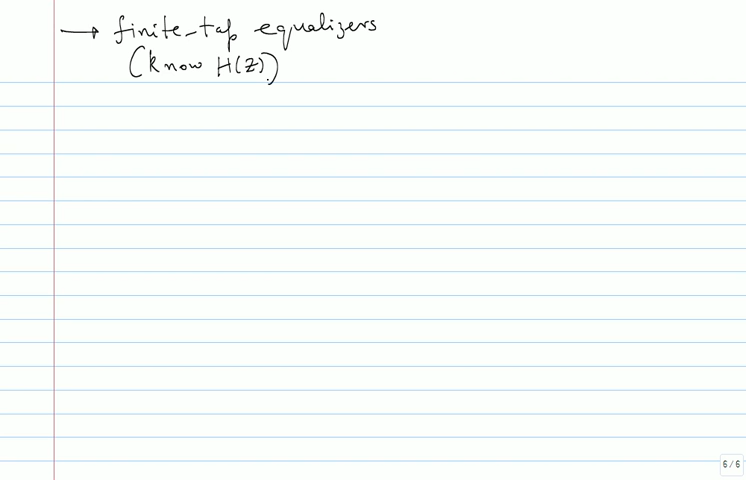 → finite-tap equalizers
(know H(z))
6/6